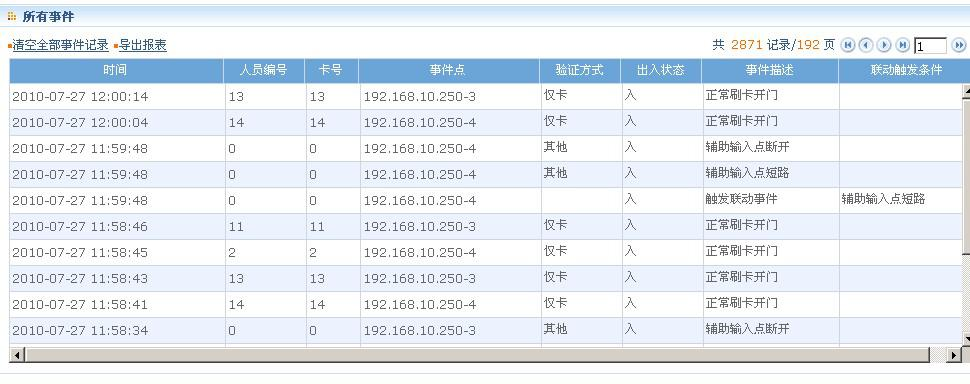 所有事件
清空全部事件记录 导出报表 共 2871 记录/192 页 1
时间 人员编号 卡号 事件点 验证方式 出入状态 事件描述 联动触发条件
2010-07-27 12:00:14 13 13 192.168.10.250-3 仅卡 入 正常刷卡开门
2010-07-27 12:00:04 14 14 192.168.10.250-4 仅卡 入 正常刷卡开门
2010-07-27 11:59:48 0 0 192.168.10.250-4 其他 入 辅助输入点断开
2010-07-27 11:59:48 0 0 192.168.10.250-4 其他 入 辅助输入点短路
2010-07-27 11:59:48 0 0 192.168.10.250-4 入 触发联动事件 辅助输入点短路
2010-07-27 11:58:46 11 11 192.168.10.250-3 仅卡 入 正常刷卡开门
2010-07-27 11:58:45 2 2 192.168.10.250-4 仅卡 入 正常刷卡开门
2010-07-27 11:58:43 13 13 192.168.10.250-3 仅卡 入 正常刷卡开门
2010-07-27 11:58:41 14 14 192.168.10.250-4 仅卡 入 正常刷卡开门
2010-07-27 11:58:34 0 0 192.168.10.250-3 其他 入 辅助输入点断开